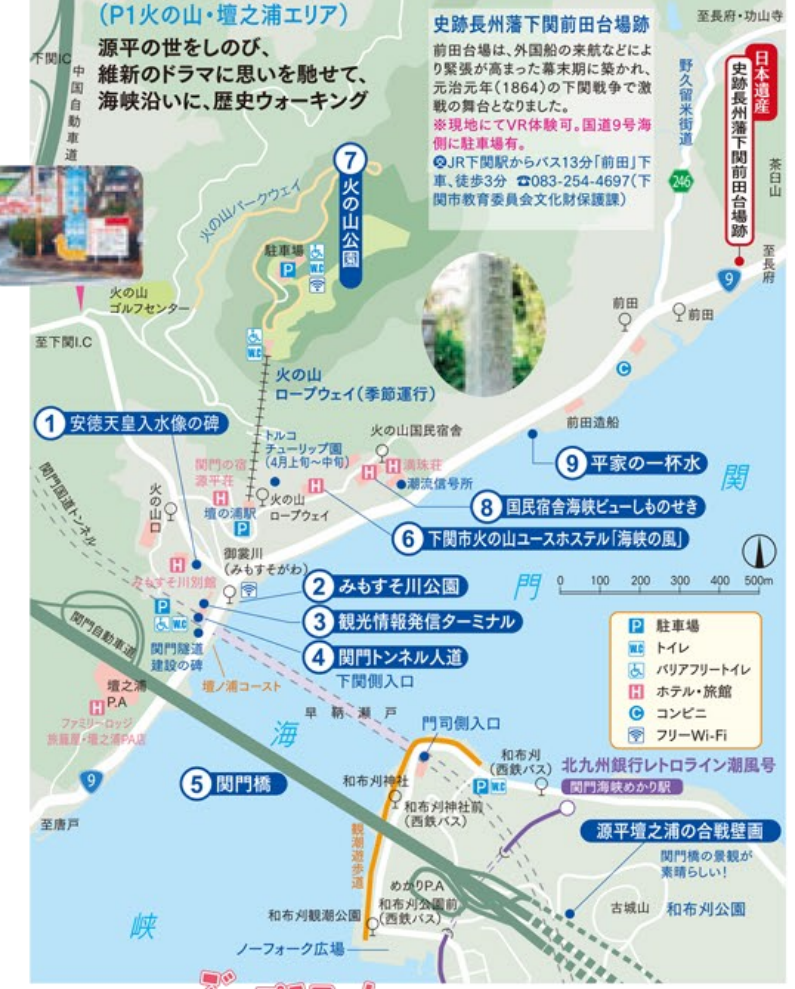 (P1火の山・壇之浦エリア)
源平の世をしのび、
維新のドラマに思いを馳せて、
海峡沿いに、歴史ウォーキング
史跡長州藩下関前田台場跡
前田台場は、外国船の来航などによ
り緊張が高まった幕末期に築かれ、
元治元年(1864)の下関戦争で激
戦の舞台となりました。
※現地にてVR体験可。国道9号海
側に駐車場有。
交JR下関駅からバス13分「前田」下
車、徒歩3分 ☎083-254-4697(下
関市教育委員会文化財保護課)
至長府・功山寺
日本遺産
史跡長州藩下関前田台場跡
野久留米街道
246
茶臼山
至長府
9
下関IC
中国自動車道
火の山パークウェイ
7 火の山公園
駐車場
P
W.C
火の山
ゴルフセンター
至下関I.C
W.C
火の山
ロープウェイ(季節運行)
前田
前田
C
前田造船
1 安徳天皇入水像の碑
トルコ
チューリップ園
(4月上旬〜中旬)
火の山国民宿舎
関門の宿
源平荘
H
H
H
H 満珠荘
潮流信号所
9 平家の一杯水
関門国道トンネル
火の山口
壇の浦駅
P
火の山
ロープウェイ
8 国民宿舎海峡ビューしものせき
6 下関市火の山ユースホステル「海峡の風」
御裳川
(みもすそがわ)
H
みもすそ川別館
2 みもすそ川公園
3 観光情報発信ターミナル
4 関門トンネル人道
下関側入口
P
W.C
関門隧道
建設の碑
壇ノ浦コースト
関門自動車道
壇之浦
P.A
H
ファミリーロッジ
旅籠屋・壇之浦PA店
9
至唐戸
5 関門橋
関
門
海
峡
早鞆瀬戸
0 100 200 300 400 500m
P 駐車場
W.C トイレ
バリアフリートイレ
H ホテル・旅館
C コンビニ
フリーWi-Fi
門司側入口
和布刈
(西鉄バス)
P W.C
北九州銀行レトロライン潮風号
関門海峡めかり駅
和布刈神社
和布刈神社前
(西鉄バス)
観潮遊歩道
源平壇之浦の合戦壁画
関門橋の景観が
素晴らしい!
めかりP.A
和布刈公園前
(西鉄バス)
和布刈観潮公園
古城山
和布刈公園
ノーフォーク広場